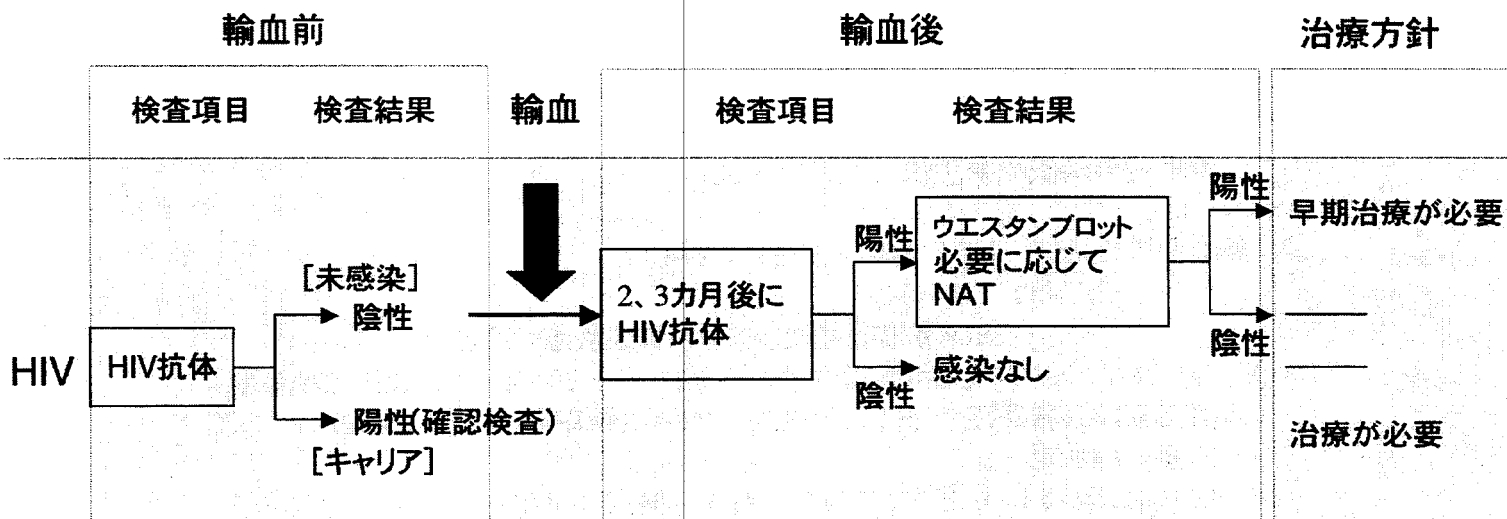 輸血前
輸血後
治療方針
検査項目
検査結果
輸血
検査項目
検査結果
HIV
HIV抗体
[未感染]
陰性
陽性(確認検査)
[キャリア]
2、3カ月後に
HIV抗体
陽性
陰性
ウエスタンブロット
必要に応じて
NAT
感染なし
陽性
陰性
早期治療が必要
治療が必要